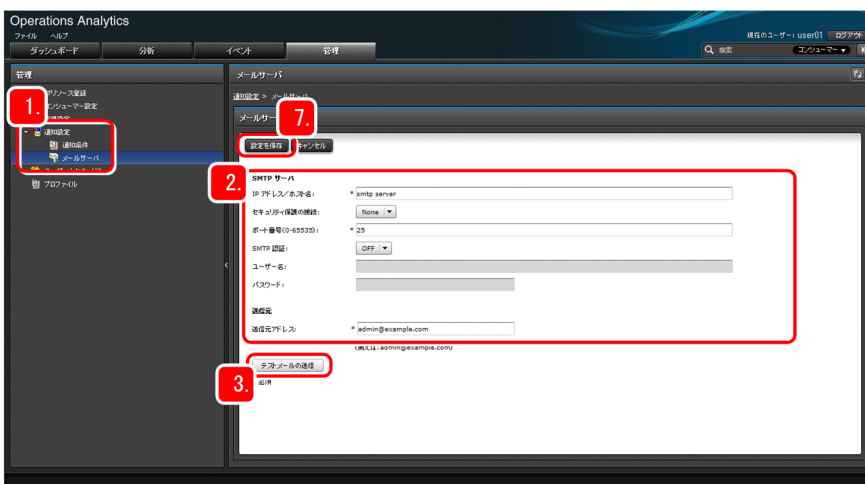 Operations Analytics
ファイル ヘルプ
現在のユーザー: user01 ログアウト
ダッシュボード 分析 イベント 管理
検索 コンシューマー
管理
メールサーバ
ITリソース登録
コンシューマー設定
1.
通知設定
通知条件
メールサーバ
プロファイル
通知設定 > メールサーバ
メールサーバ
7.
設定を保存 キャンセル
2.
SMTP サーバ
IP アドレス/ホスト名: * smtp server
セキュリティ保護の接続: None
ポート番号(0-65535): * 25
SMTP 認証: OFF
ユーザー名:
パスワード:
送信元
送信元アドレス: * admin@example.com
(例えば: admin@example.com)
テストメールの送信
3.
必須